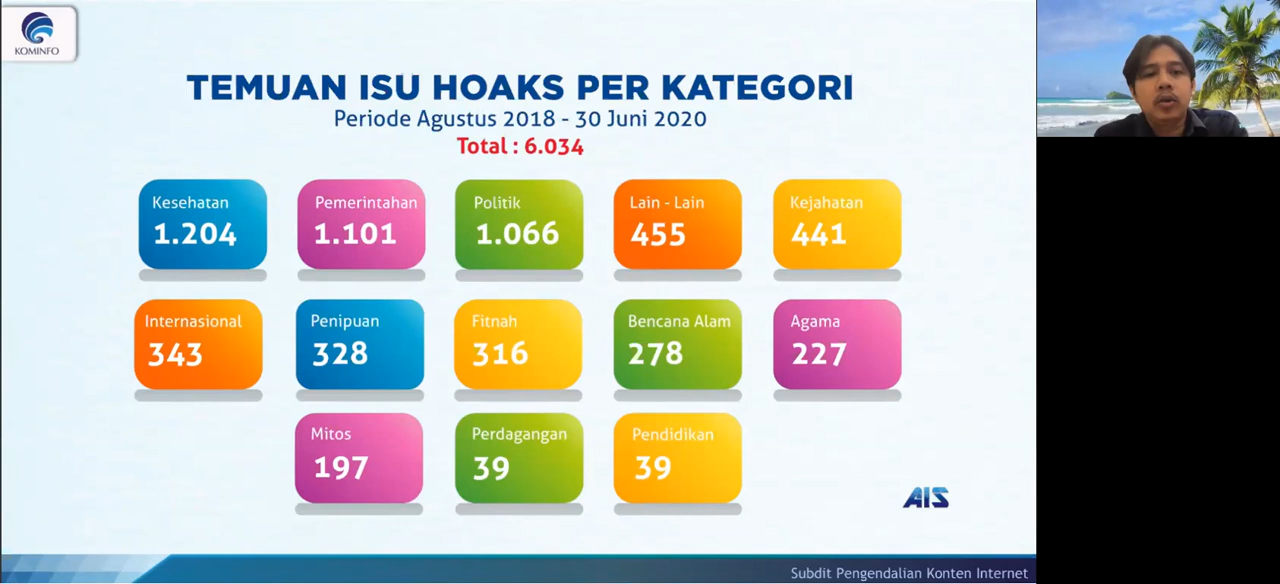 KOMINFO
TEMUAN ISU HOAKS PER KATEGORI
Periode Agustus 2018 - 30 Juni 2020
Total : 6.034
Kesehatan
1.204
Pemerintahan
1.101
Politik
1.066
Lain - Lain
455
Kejahatan
441
Internasional
343
Penipuan
328
Fitnah
316
Bencana Alam
278
Agama
227
Mitos
197
Perdagangan
39
Pendidikan
39
AIS
Subdit Pengendalian Konten Internet